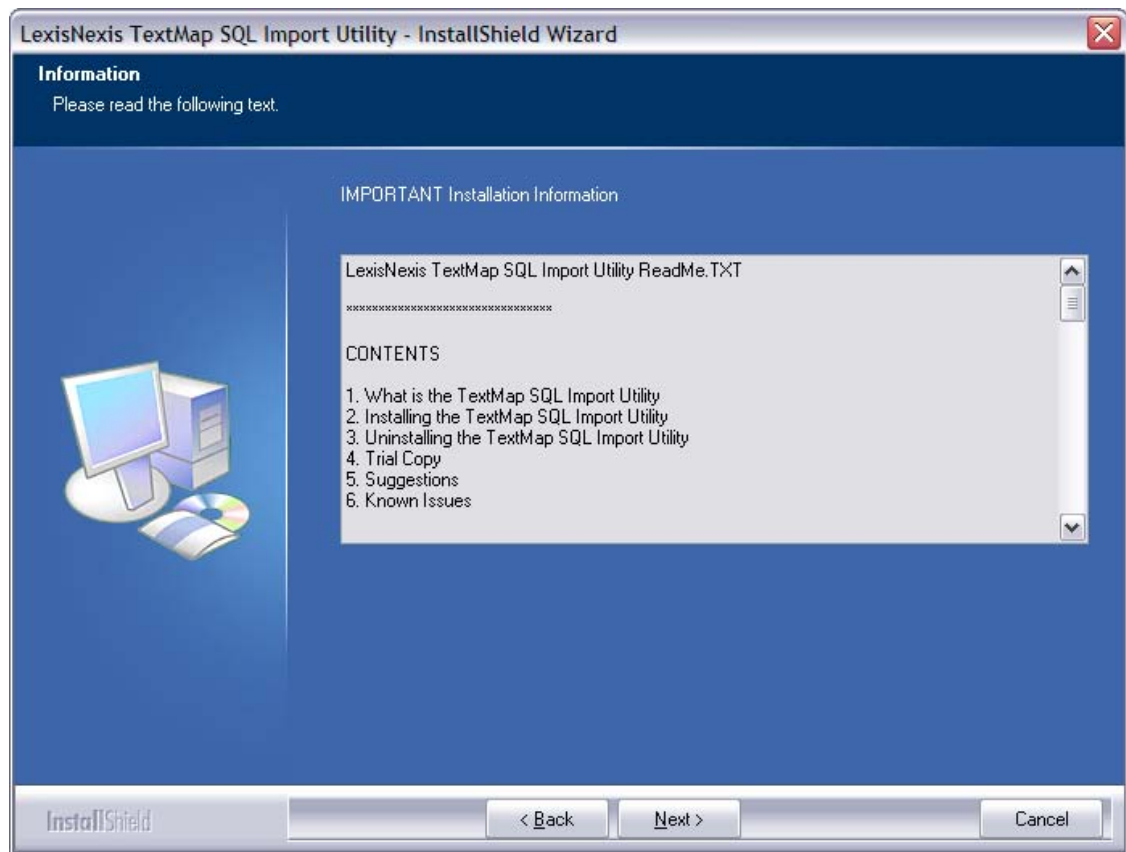 LexisNexis TextMap SQL Import Utility - InstallShield Wizard
Information
Please read the following text.
IMPORTANT Installation Information
LexisNexis TextMap SQL Import Utility ReadMe.TXT
********************************
CONTENTS
1. What is the TextMap SQL Import Utility
2. Installing the TextMap SQL Import Utility
3. Uninstalling the TextMap SQL Import Utility
4. Trial Copy
5. Suggestions
6. Known Issues
InstallShield
< Back
Next >
Cancel